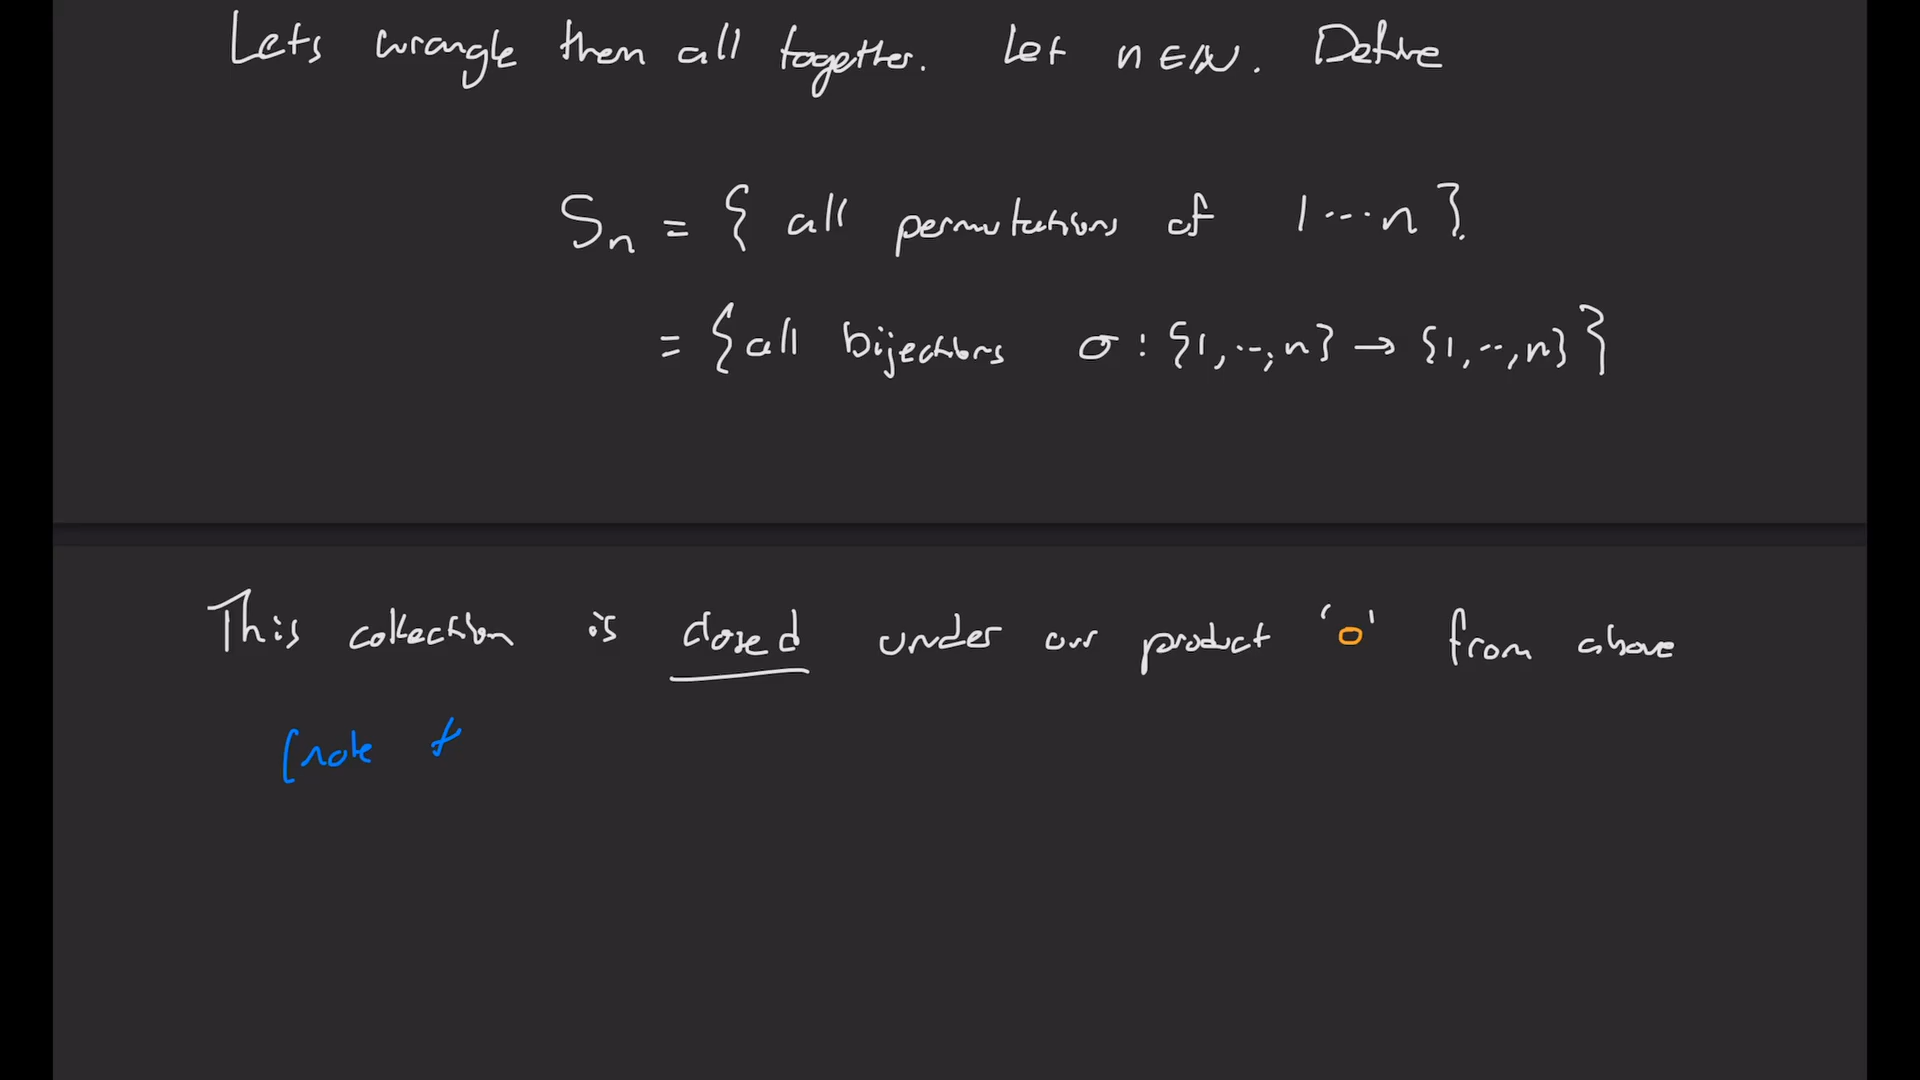 Lets wrangle them all together. Let n ∈ ℕ. Define
Sn = { all permutations of 1 ··· n }.
= { all bijections σ : {1, ··, n} → {1, ··, n} }
This collection is closed under our product 'o' from above
(note t